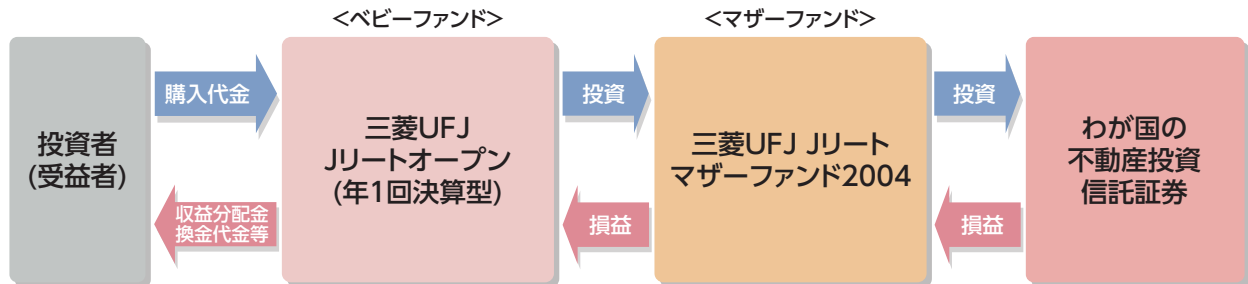 <ベビーファンド>
<マザーファンド>
投資者
(受益者)
購入代金
収益分配金
換金代金等
三菱UFJ
Jリートオープン
(年1回決算型)
投資
損益
三菱UFJ Jリート
マザーファンド2004
投資
損益
わが国の
不動産投資
信託証券